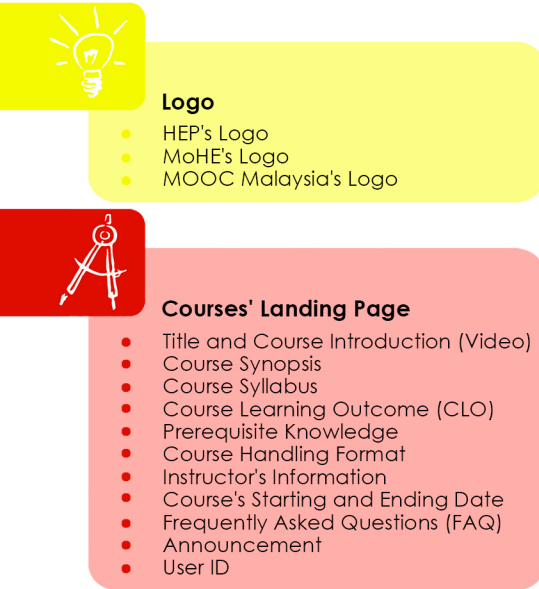 Logo
HEP's Logo
MoHE's Logo
MOOC Malaysia's Logo
Courses' Landing Page
Title and Course Introduction (Video)
Course Synopsis
Course Syllabus
Course Learning Outcome (CLO)
Prerequisite Knowledge
Course Handling Format
Instructor's Information
Course's Starting and Ending Date
Frequently Asked Questions (FAQ)
Announcement
User ID